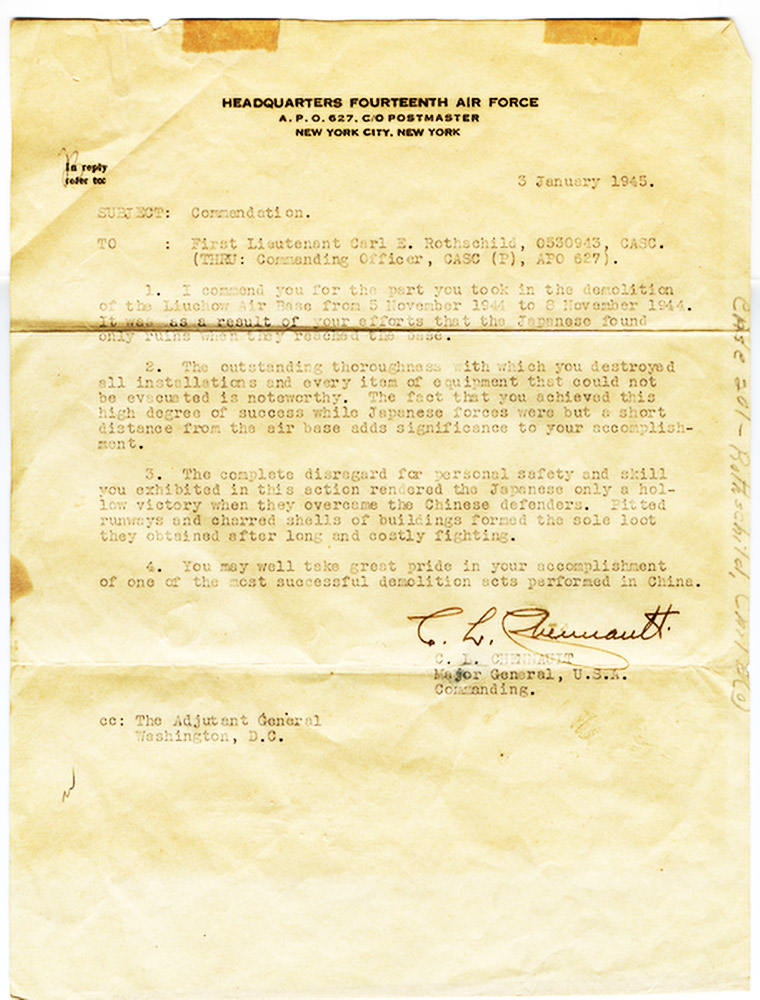 HEADQUARTERS FOURTEENTH AIR FORCE
A. P. O. 627, C/O POSTMASTER
NEW YORK CITY, NEW YORK
In reply
refer to:
3 January 1945.
SUBJECT: Commendation.
TO : First Lieutenant Carl E. Rothschild, 0530943, CASC.
(THRU: Commanding Officer, CASC (P), APO 627).
1. I commend you for the part you took in the demolition
of the Liuchow Air Base from 5 November 1944 to 8 November 1944.
It was as a result of your efforts that the Japanese found
only ruins when they reached the base.
2. The outstanding thoroughness with which you destroyed
all installations and every item of equipment that could not
be evacuated is noteworthy. The fact that you achieved this
high degree of success while Japanese forces were but a short
distance from the air base adds significance to your accomplish-
ment.
3. The complete disregard for personal safety and skill
you exhibited in this action rendered the Japanese only a hol-
low victory when they overcame the Chinese defenders. Pitted
runways and charred shells of buildings formed the sole loot
they obtained after long and costly fighting.
4. You may well take great pride in your accomplishment
of one of the most successful demolition acts performed in China.
C. L. Chennault
C. L. CHENNAULT
Major General, U.S.A.
Commanding.
cc: The Adjutant General
Washington, D.C.
201 - Rothschild,